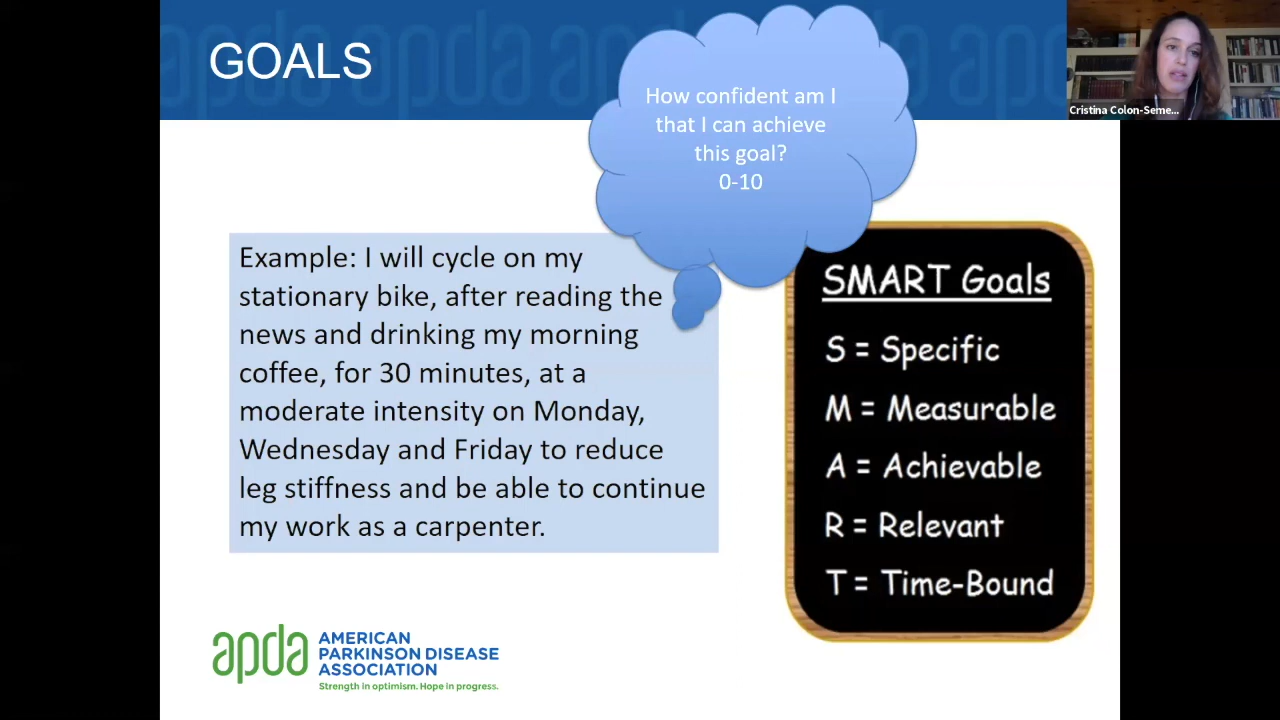 GOALS
How confident am I
that I can achieve
this goal?
0-10
Cristina Colon-Seme...
Example: I will cycle on my
stationary bike, after reading the
news and drinking my morning
coffee, for 30 minutes, at a
moderate intensity on Monday,
Wednesday and Friday to reduce
leg stiffness and be able to continue
my work as a carpenter.
SMART Goals
S = Specific
M = Measurable
A = Achievable
R = Relevant
T = Time-Bound
apda
AMERICAN
PARKINSON DISEASE
ASSOCIATION
Strength in optimism. Hope in progress.